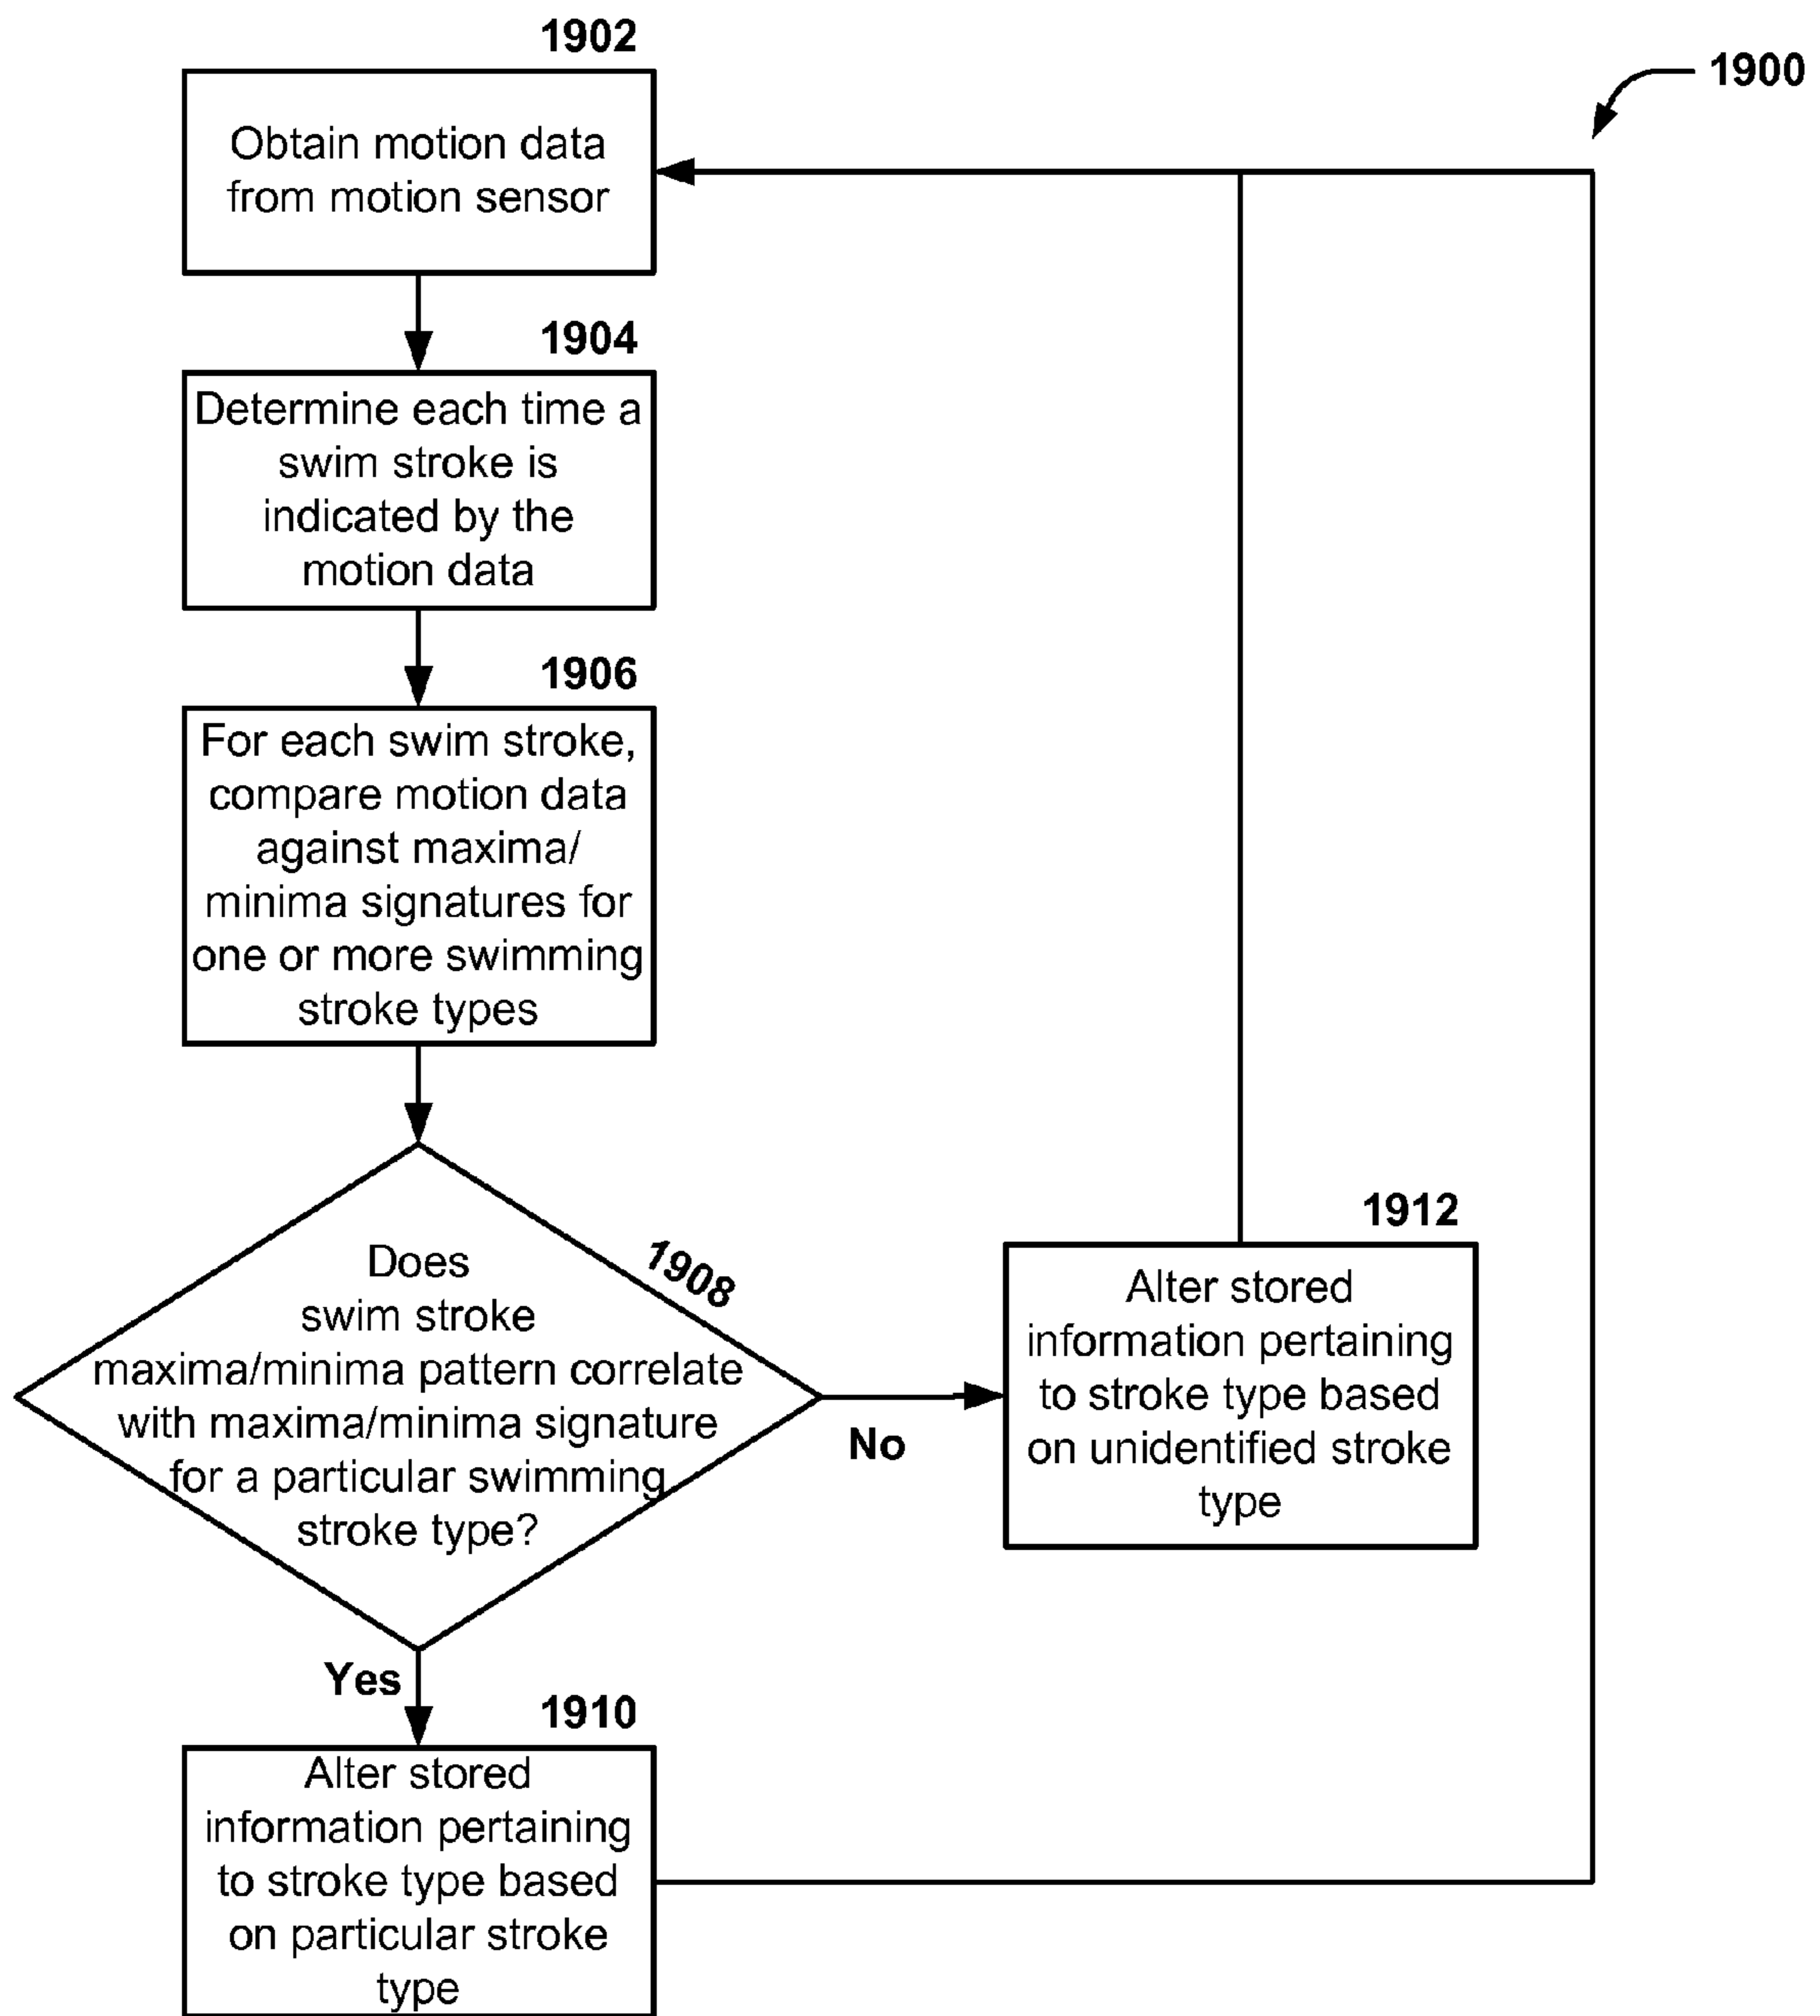 1902
1900
Obtain motion data
from motion sensor
1904
Determine each time a
swim stroke is
indicated by the
motion data
1906
For each swim stroke,
compare motion data
against maxima/
minima signatures for
one or more swimming
stroke types
1908
Does
swim stroke
maxima/minima pattern correlate
with maxima/minima signature
for a particular swimming
stroke type?
No
1912
Alter stored
information pertaining
to stroke type based
on unidentified stroke
type
Yes
1910
Alter stored
information pertaining
to stroke type based
on particular stroke
type